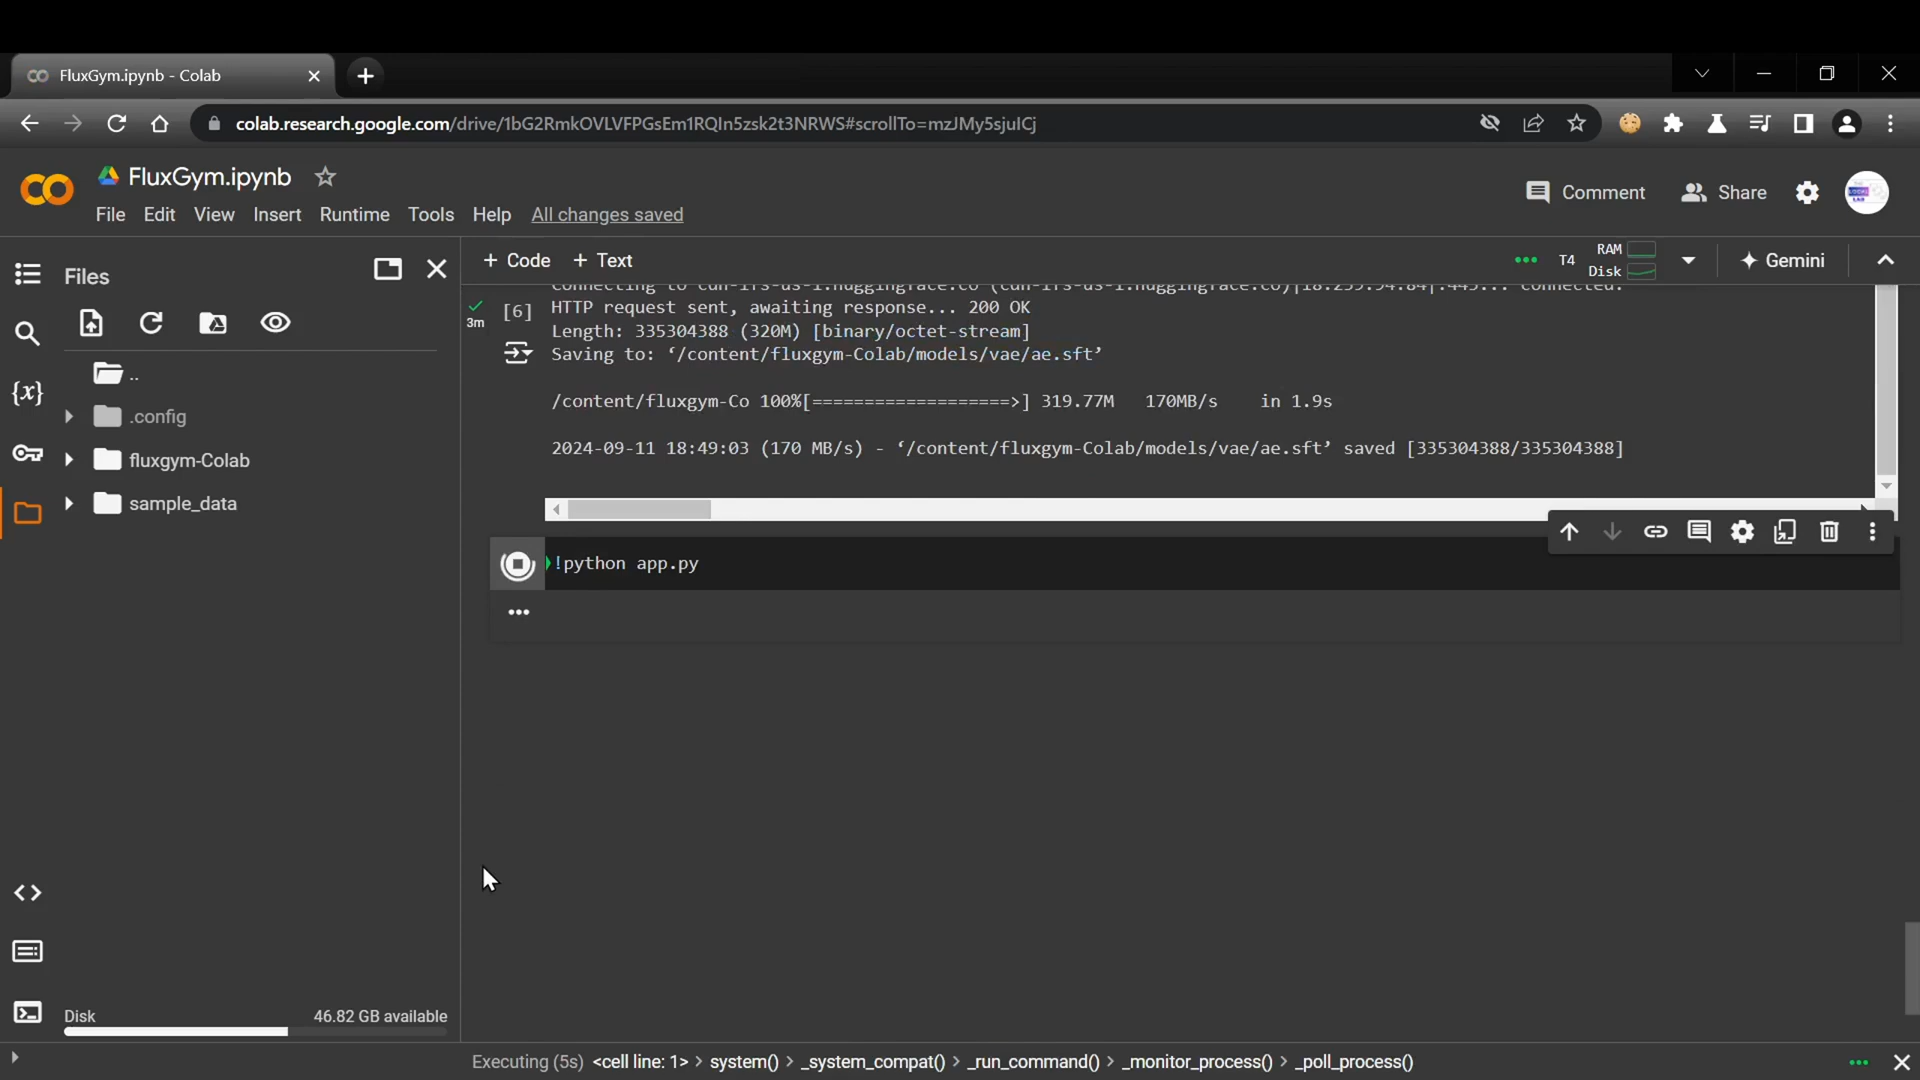 FluxGym.ipynb - Colab
colab.research.google.com/drive/1bG2RmkOVLVFPGsEm1RQIn5zsk2t3NRWS#scrollTo=mzJMy5sjulCj
FluxGym.ipynb
File Edit View Insert Runtime Tools Help All changes saved
Comment Share
Files
+ Code + Text
T4 RAM Disk
Gemini
..
.config
fluxgym-Colab
sample_data
{x}
3m
[6]
HTTP request sent, awaiting response... 200 OK
Length: 335304388 (320M) [binary/octet-stream]
Saving to: ‘/content/fluxgym-Colab/models/vae/ae.sft’
/content/fluxgym-Co 100%[===================>] 319.77M 170MB/s in 1.9s
2024-09-11 18:49:03 (170 MB/s) - ‘/content/fluxgym-Colab/models/vae/ae.sft’ saved [335304388/335304388]
!python app.py
Disk 46.82 GB available
Executing (5s) <cell line: 1> > system() > _system_compat() > _run_command() > _monitor_process() > _poll_process()